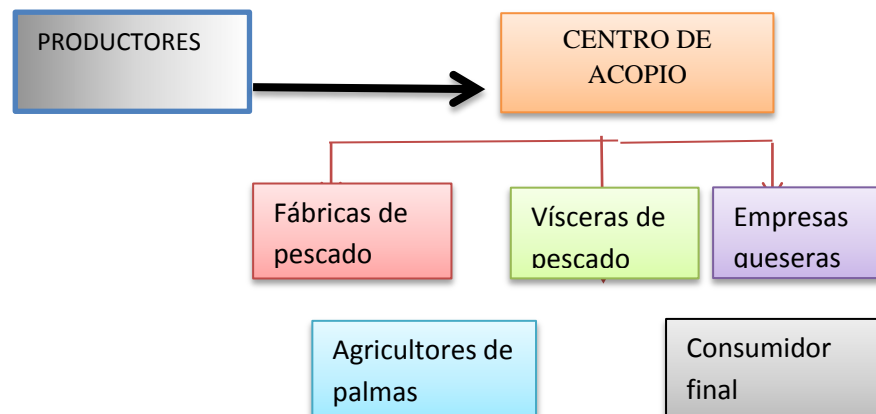 PRODUCTORES
CENTRO DE
ACOPIO
Fábricas de
pescado
Vísceras de
pescado
Empresas
queseras
Agricultores de
palmas
Consumidor
final